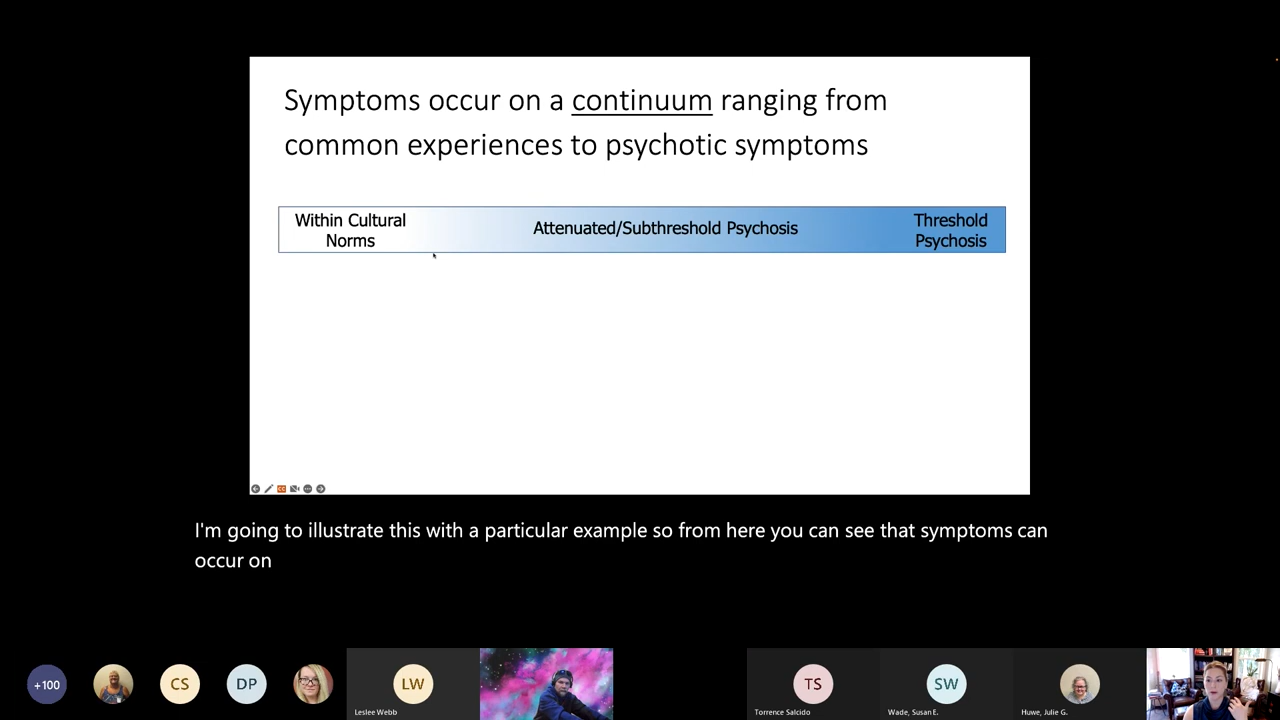 Symptoms occur on a continuum ranging from
common experiences to psychotic symptoms
Within Cultural
Norms
Attenuated/Subthreshold Psychosis
Threshold
Psychosis
I'm going to illustrate this with a particular example so from here you can see that symptoms can
occur on
+100
CS
DP
LW
Leslee Webb
TS
Torrence Salcido
SW
Wade, Susan E.
Huwe, Julie G.